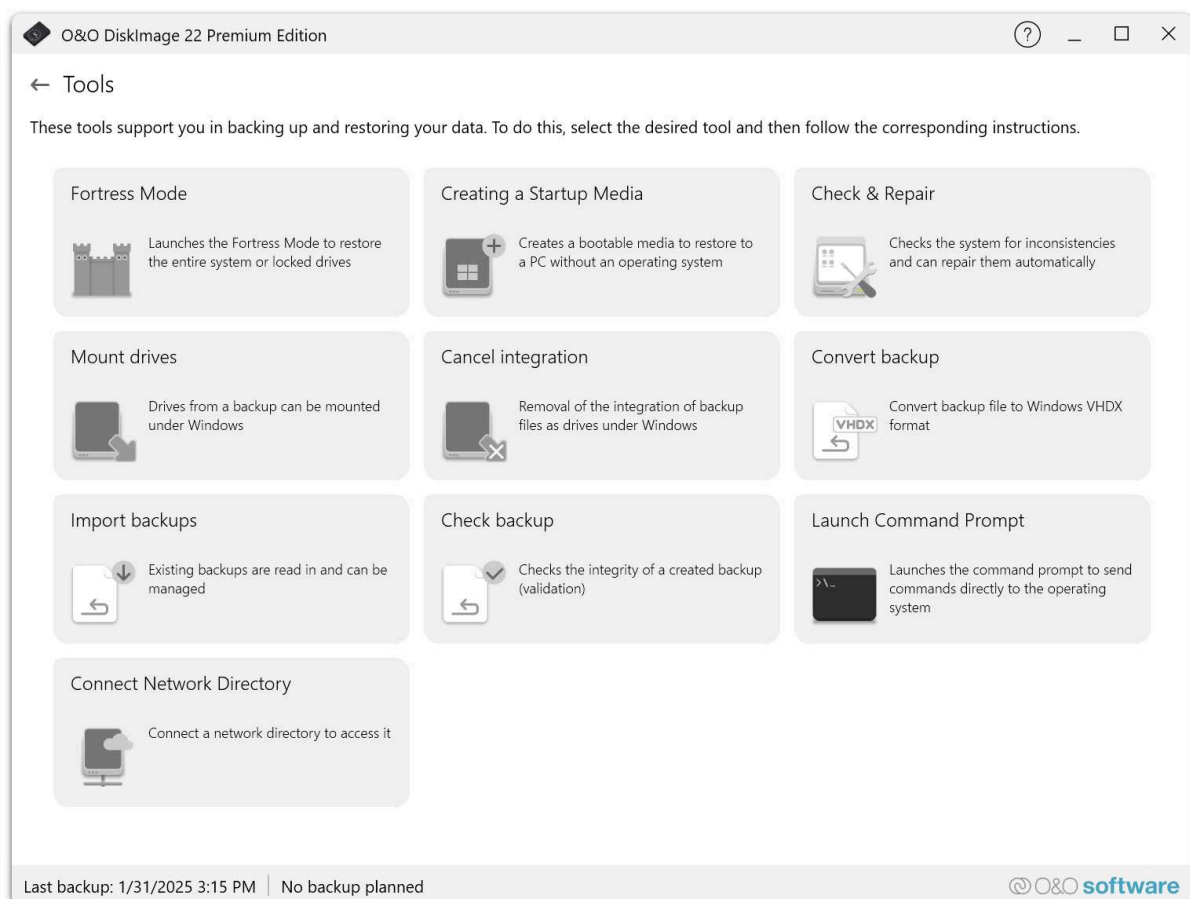 O&O DiskImage 22 Premium Edition
?
← Tools
These tools support you in backing up and restoring your data. To do this, select the desired tool and then follow the corresponding instructions.
Fortress Mode
Launches the Fortress Mode to restore
the entire system or locked drives
Creating a Startup Media
Creates a bootable media to restore to
a PC without an operating system
Check & Repair
Checks the system for inconsistencies
and can repair them automatically
Mount drives
Drives from a backup can be mounted
under Windows
Cancel integration
Removal of the integration of backup
files as drives under Windows
Convert backup
VHDX
Convert backup file to Windows VHDX
format
Import backups
Existing backups are read in and can be
managed
Check backup
Checks the integrity of a created backup
(validation)
Launch Command Prompt
>\_
Launches the command prompt to send
commands directly to the operating
system
Connect Network Directory
Connect a network directory to access it
Last backup: 1/31/2025 3:15 PM | No backup planned
O&O software